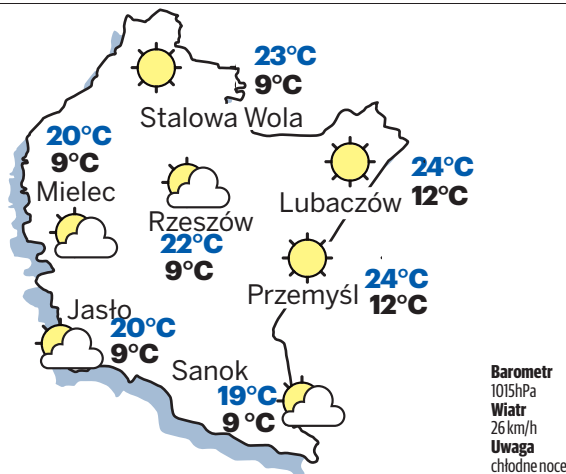 23°C
9°C
Stalowa Wola
20°C
9°C
Mielec
24°C
12°C
Lubaczów
Rzeszów
22°C
9°C
24°C
12°C
Przemyśl
Jasło
20°C
9°C
Sanok
19°C
9°C
Barometr
1015hPa
Wiatr
26 km/h
Uwaga
chłodne noce